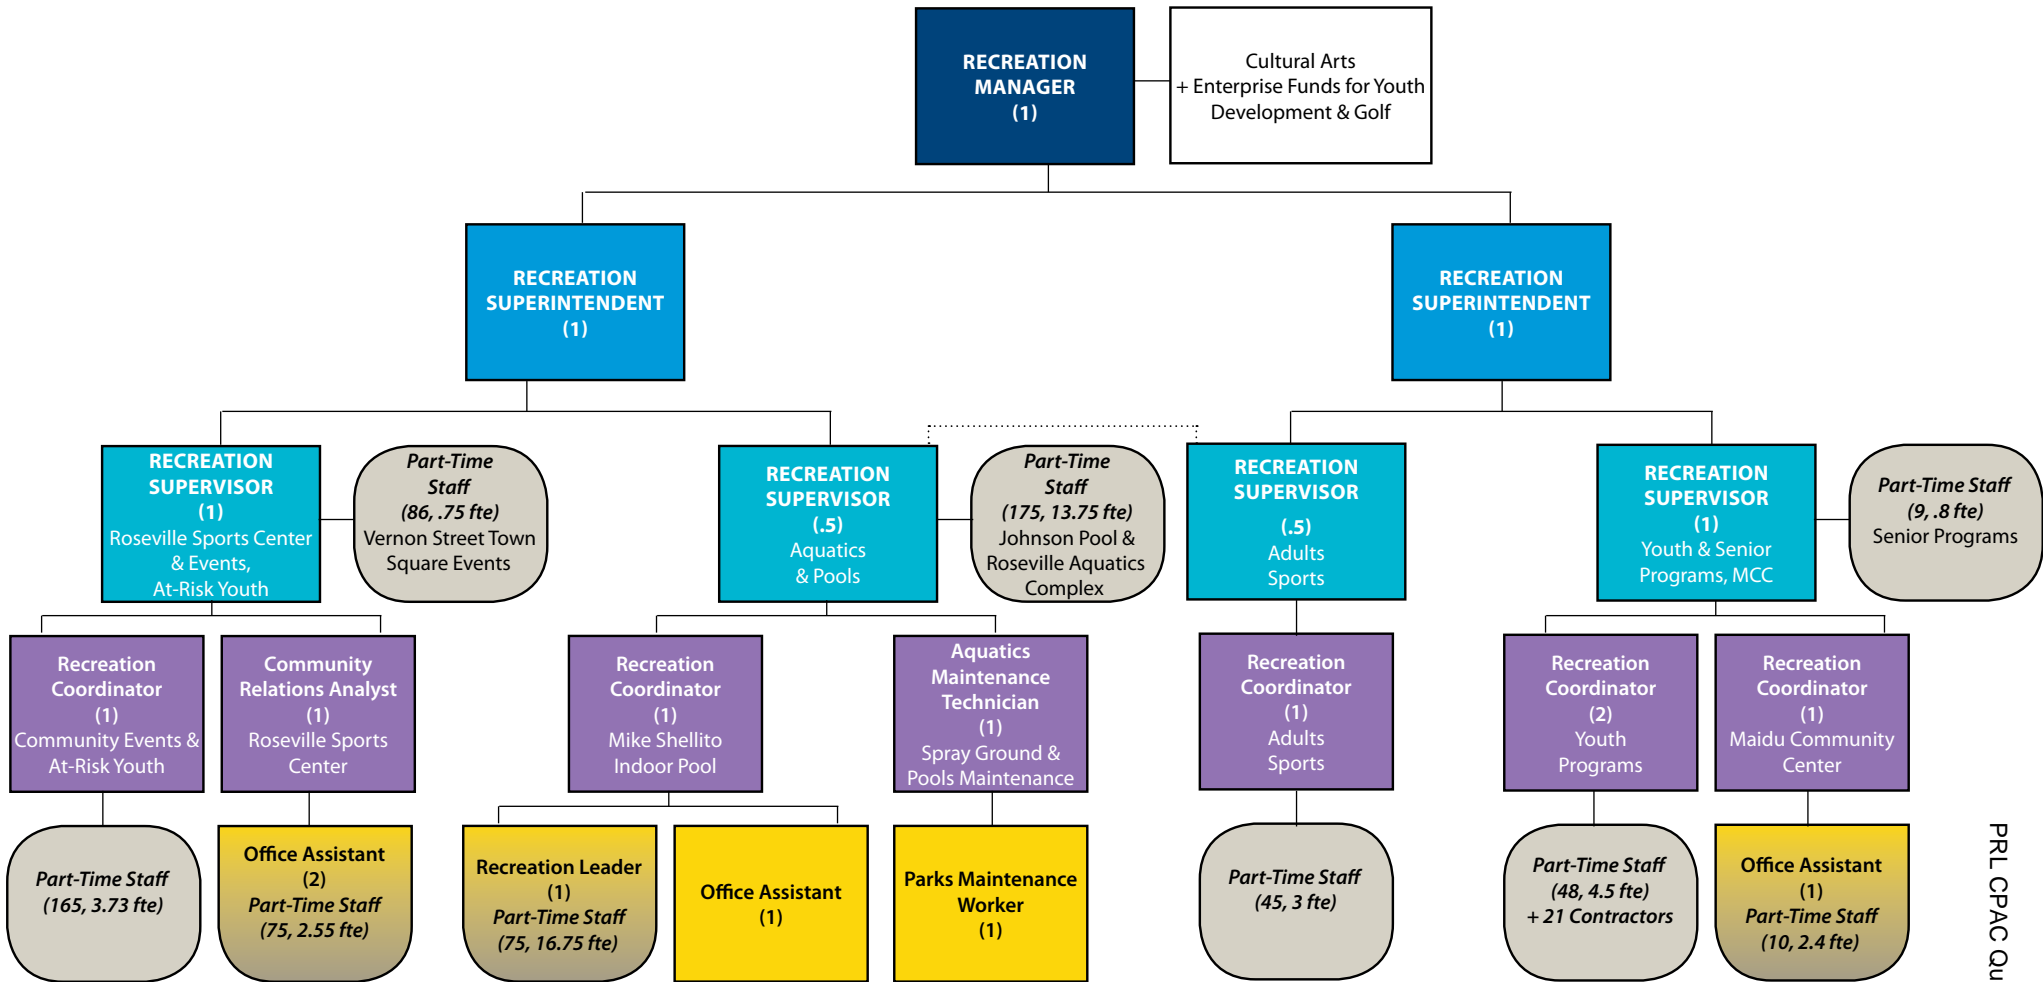 RECREATION
MANAGER
(1)
Cultural Arts
+ Enterprise Funds for Youth
Development & Golf
RECREATION
SUPERINTENDENT
(1)
RECREATION
SUPERINTENDENT
(1)
RECREATION
SUPERVISOR
(1)
Roseville Sports Center
& Events,
At-Risk Youth
Part-Time
Staff
(86, .75 fte)
Vernon Street Town
Square Events
RECREATION
SUPERVISOR
(.5)
Aquatics
& Pools
Part-Time
Staff
(175, 13.75 fte)
Johnson Pool &
Roseville Aquatics
Complex
RECREATION
SUPERVISOR
(.5)
Adults
Sports
RECREATION
SUPERVISOR
(1)
Youth & Senior
Programs, MCC
Part-Time Staff
(9, .8 fte)
Senior Programs
Recreation
Coordinator
(1)
Community Events &
At-Risk Youth
Community
Relations Analyst
(1)
Roseville Sports
Center
Recreation
Coordinator
(1)
Mike Shellito
Indoor Pool
Aquatics
Maintenance
Technician
(1)
Spray Ground &
Pools Maintenance
Recreation
Coordinator
(1)
Adults
Sports
Recreation
Coordinator
(2)
Youth
Programs
Recreation
Coordinator
(1)
Maidu Community
Center
Part-Time Staff
(165, 3.73 fte)
Office Assistant
(2)
Part-Time Staff
(75, 2.55 fte)
Recreation Leader
(1)
Part-Time Staff
(75, 16.75 fte)
Office Assistant
(1)
Parks Maintenance
Worker
(1)
Part-Time Staff
(45, 3 fte)
Part-Time Staff
(48, 4.5 fte)
+ 21 Contractors
Office Assistant
(1)
Part-Time Staff
(10, 2.4 fte)
PRL CPAC Qu